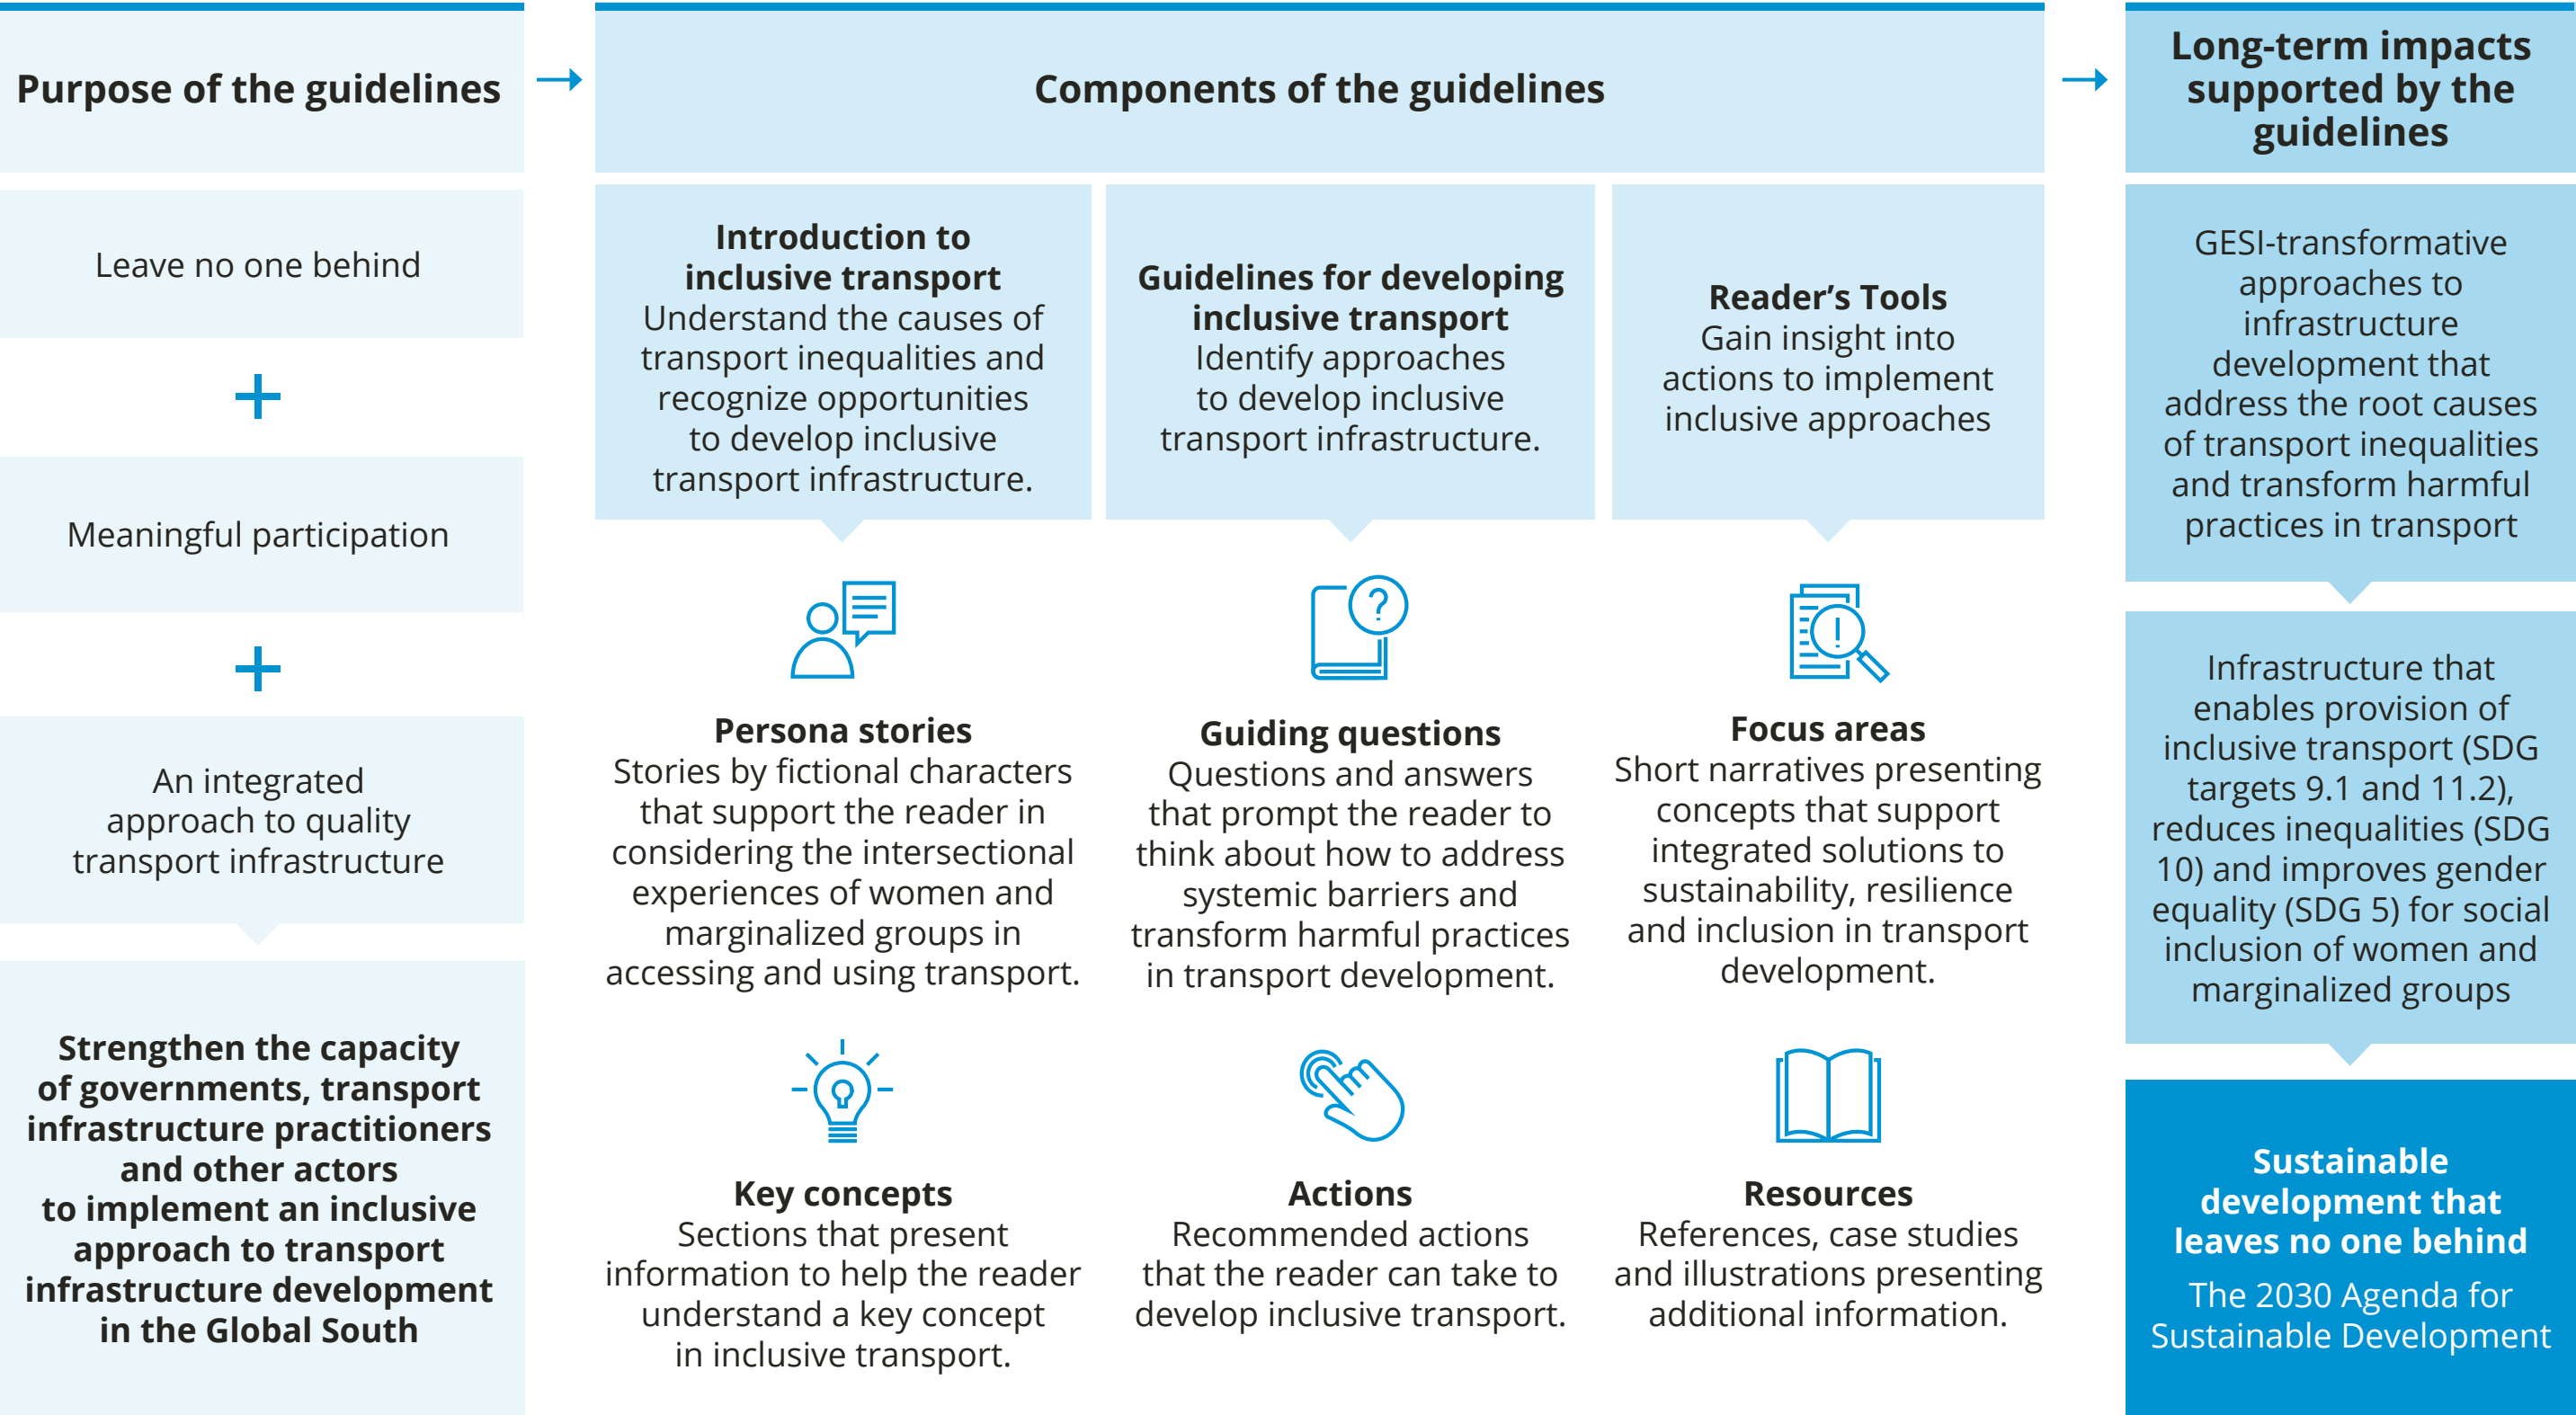 Purpose of the guidelines
Leave no one behind
+
Meaningful participation
+
An integrated
approach to quality
transport infrastructure
Strengthen the capacity
of governments, transport
infrastructure practitioners
and other actors
to implement an inclusive
approach to transport
infrastructure development
in the Global South
Components of the guidelines
Introduction to
inclusive transport
Understand the causes of
transport inequalities and
recognize opportunities
to develop inclusive
transport infrastructure.
Persona stories
Stories by fictional characters
that support the reader in
considering the intersectional
experiences of women and
marginalized groups in
accessing and using transport.
Key concepts
Sections that present
information to help the reader
understand a key concept
in inclusive transport.
Guidelines for developing
inclusive transport
Identify approaches
to develop inclusive
transport infrastructure.
?
Guiding questions
Questions and answers
that prompt the reader to
think about how to address
systemic barriers and
transform harmful practices
in transport development.
Actions
Recommended actions
that the reader can take to
develop inclusive transport.
Reader’s Tools
Gain insight into
actions to implement
inclusive approaches
!
Focus areas
Short narratives presenting
concepts that support
integrated solutions to
sustainability, resilience
and inclusion in transport
development.
Resources
References, case studies
and illustrations presenting
additional information.
Long-term impacts
supported by the
guidelines
GESI-transformative
approaches to
infrastructure
development that
address the root causes
of transport inequalities
and transform harmful
practices in transport
Infrastructure that
enables provision of
inclusive transport (SDG
targets 9.1 and 11.2),
reduces inequalities (SDG
10) and improves gender
equality (SDG 5) for social
inclusion of women and
marginalized groups
Sustainable
development that
leaves no one behind
The 2030 Agenda for
Sustainable Development